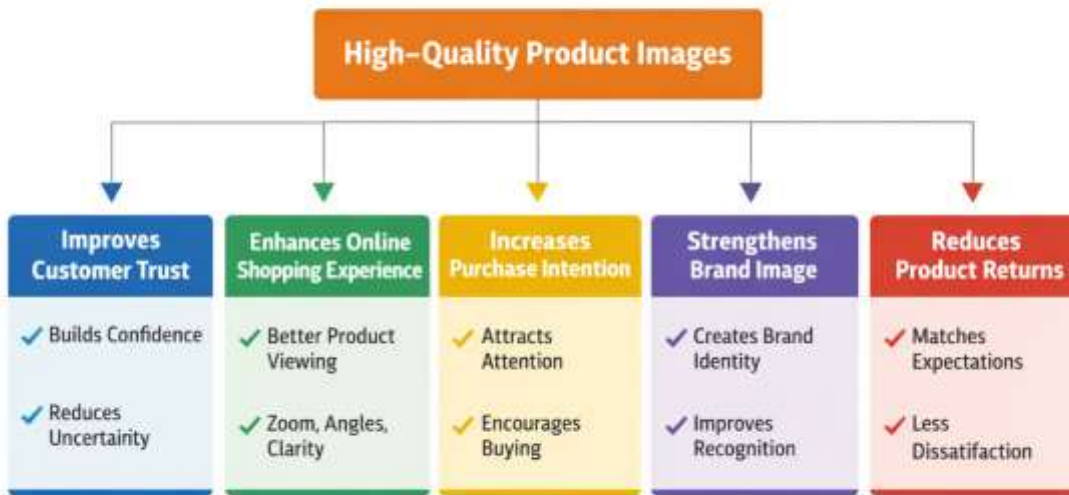 High-Quality Product Images
Improves
Customer Trust
Builds Confidence
Reduces
Uncertainity
Enhances Online
Shopping Experience
Better Product
Viewing
Zoom, Angles,
Clarity
Increases
Purchase Intention
Attracts
Attention
Encourages
Buying
Strengthens
Brand Image
Creates Brand
Identity
Improves
Recognition
Reduces
Product Returns
Matches
Expectations
Less
Dissatifaction